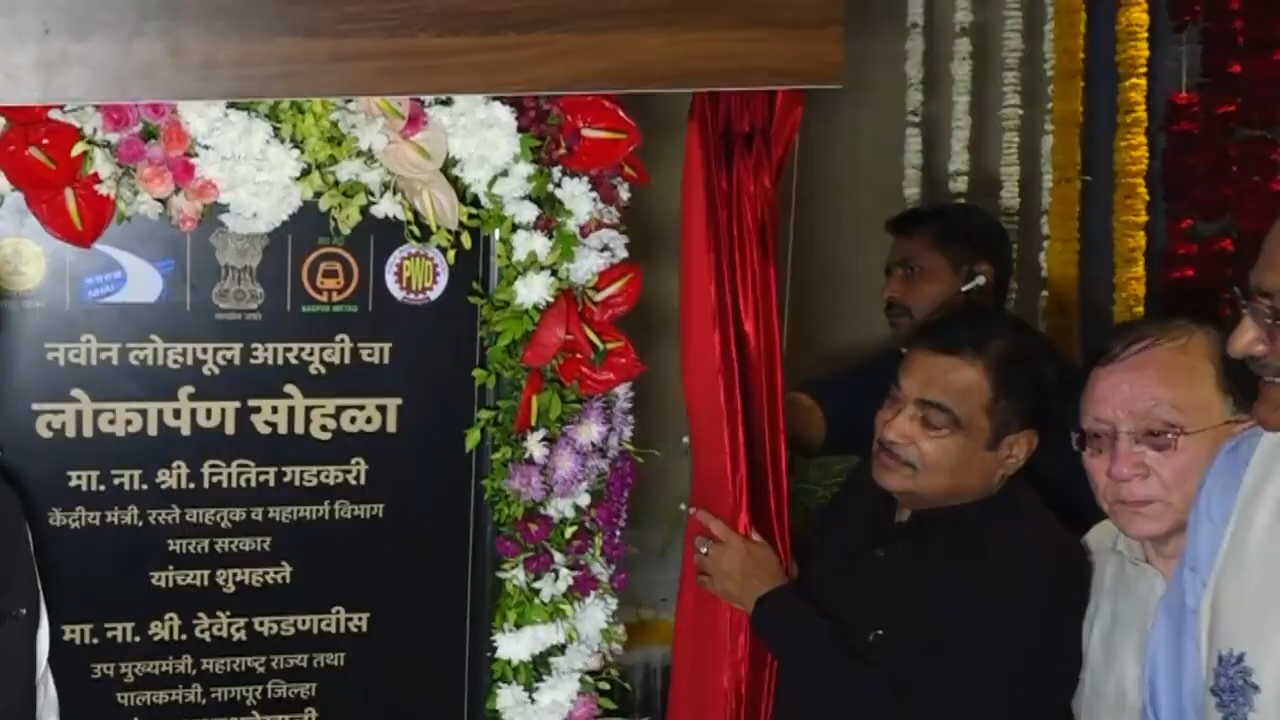 NHAI
माझी मेट्रो
NAGPUR METRO
PWD
नवीन लोहापूल आरयूबी चा
लोकार्पण सोहळा
मा. ना. श्री. नितिन गडकरी
केंद्रीय मंत्री, रस्ते वाहतूक व महामार्ग विभाग
भारत सरकार
यांच्या शुभहस्ते
मा. ना. श्री. देवेंद्र फडणवीस
उप मुख्यमंत्री, महाराष्ट्र राज्य तथा
पालकमंत्री, नागपूर जिल्हा